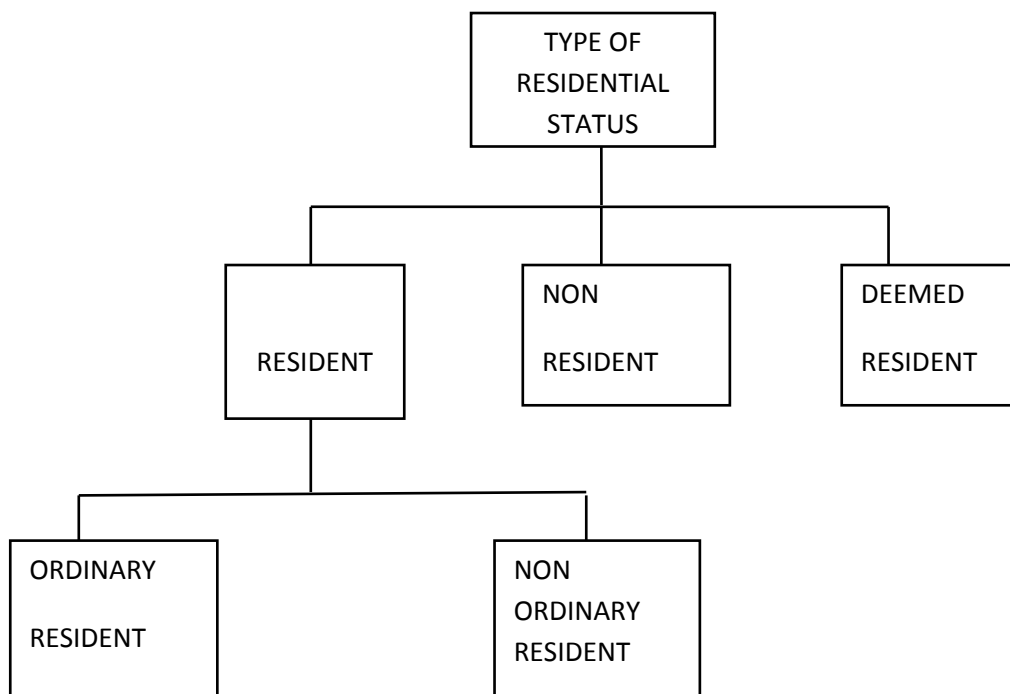 TYPE OF
RESIDENTIAL
STATUS
RESIDENT
NON
RESIDENT
DEEMED
RESIDENT
ORDINARY
RESIDENT
NON
ORDINARY
RESIDENT